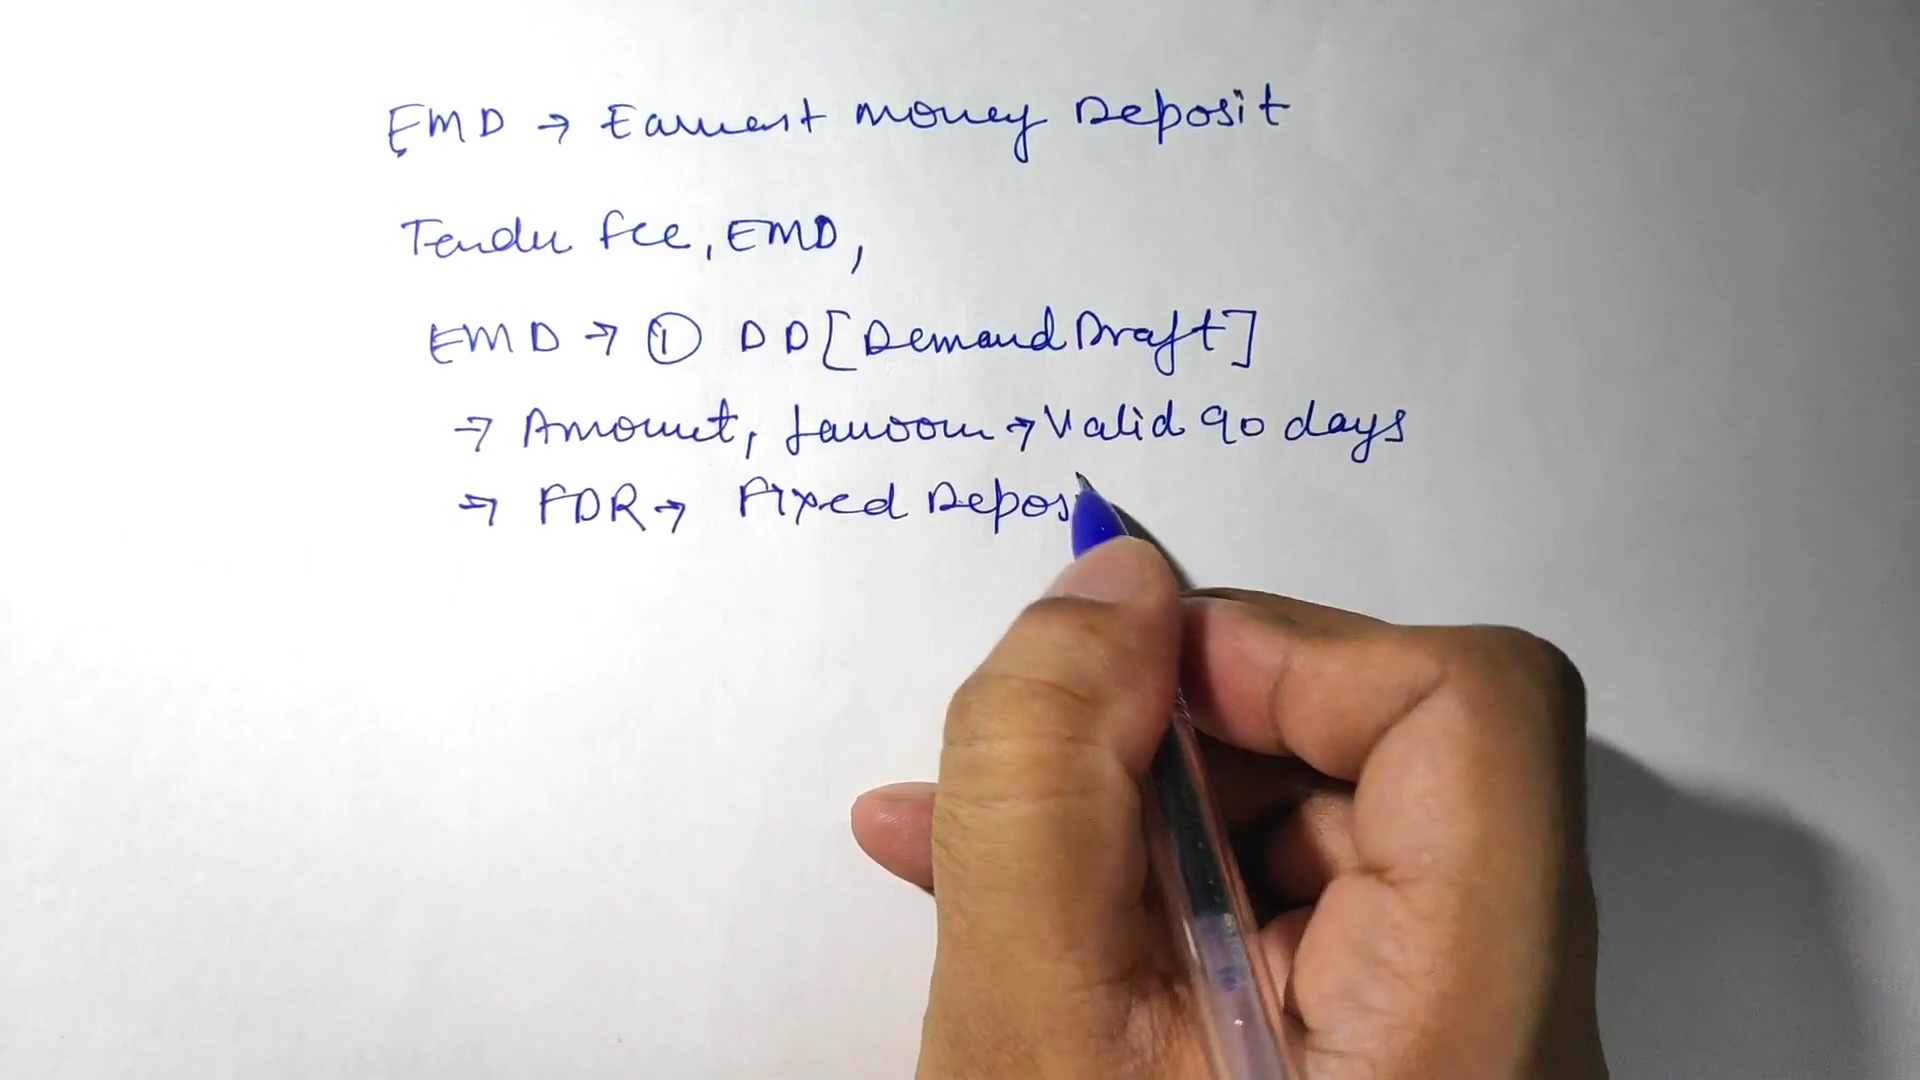 EMD → Earnest money Deposit
Tender fee, EMD,
EMD → ① DD [Demand Draft]
→ Amount, favoour → Valid 90 days
→ FDR → Fixed Depos